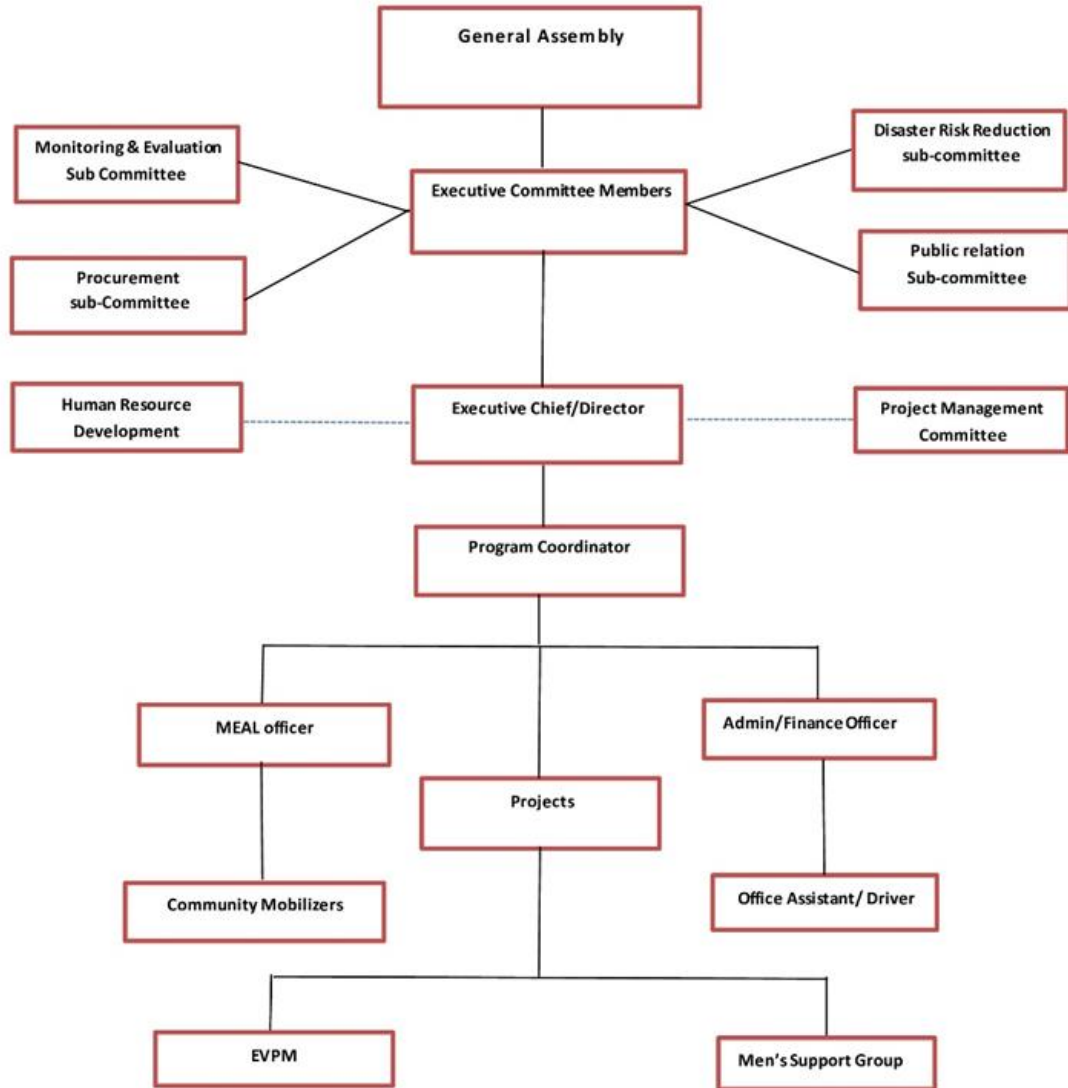 General Assembly
Monitoring & Evaluation
Sub Committee
Disaster Risk Reduction
sub-committee
Executive Committee Members
Procurement
sub-Committee
Public relation
Sub-committee
Human Resource
Development
Executive Chief/Director
Project Management
Committee
Program Coordinator
MEAL officer
Admin/Finance Officer
Projects
Community Mobilizers
Office Assistant/ Driver
EVPM
Men's Support Group